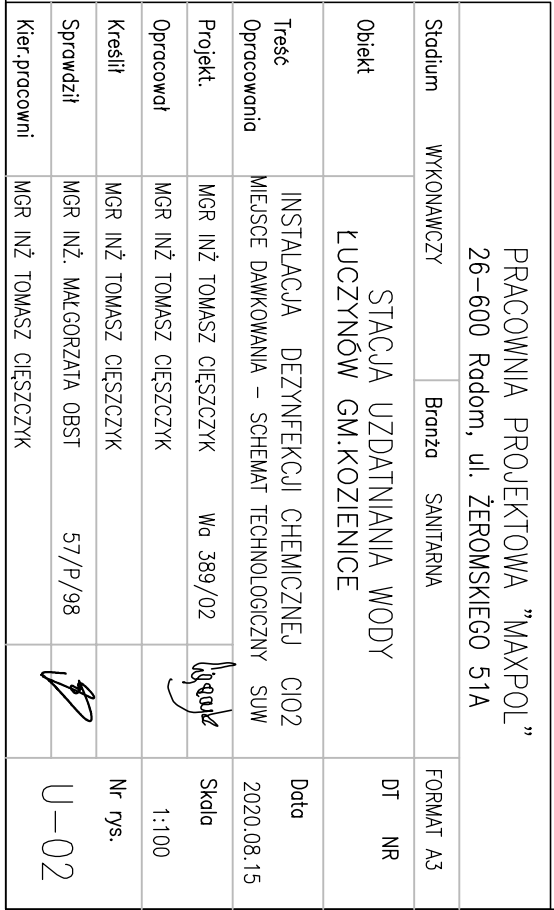 PRACOWNIA PROJEKTOWA "MAXPOL"
26-600 Radom, ul. ŻEROMSKIEGO 51A
Stadium WYKONAWCZY Branża SANITARNA FORMAT A3
Obiekt STACJA UZDATNIANIA WODY DT NR
ŁUCZYNÓW GM.KOZIENICE
Treść INSTALACJA DEZYNFEKCJI CHEMICZNEJ ClO2 Data
Opracowania MIEJSCE DAWKOWANIA - SCHEMAT TECHNOLOGICZNY SUW 2020.08.15
Projekt. MGR INŻ TOMASZ CIĘSZCZYK Wa 389/02 Skala
Opracował MGR INŻ TOMASZ CIĘSZCZYK 1:100
Kreślił MGR INŻ TOMASZ CIĘSZCZYK Nr rys.
Sprawdził MGR INŻ. MAŁGORZATA OBST 57/P/98 U-02
Kier.pracowni MGR INŻ TOMASZ CIĘSZCZYK